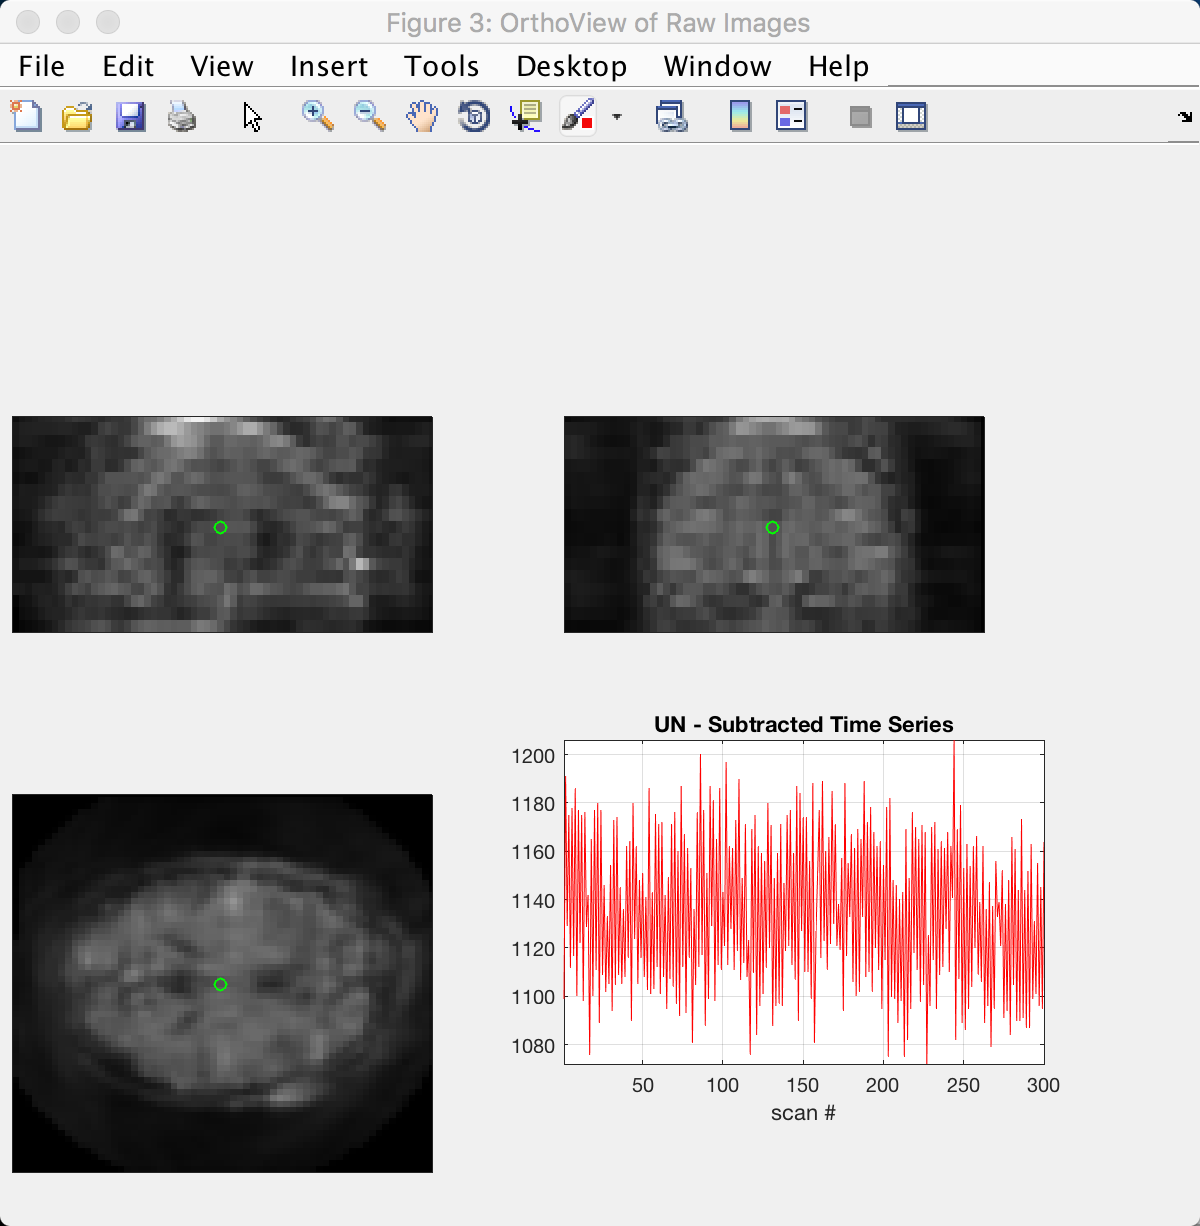 Figure 3: OrthoView of Raw Images
File Edit View Insert Tools Desktop Window Help
UN - Subtracted Time Series
1200
1180
1160
1140
1120
1100
1080
50 100 150 200 250 300
scan #